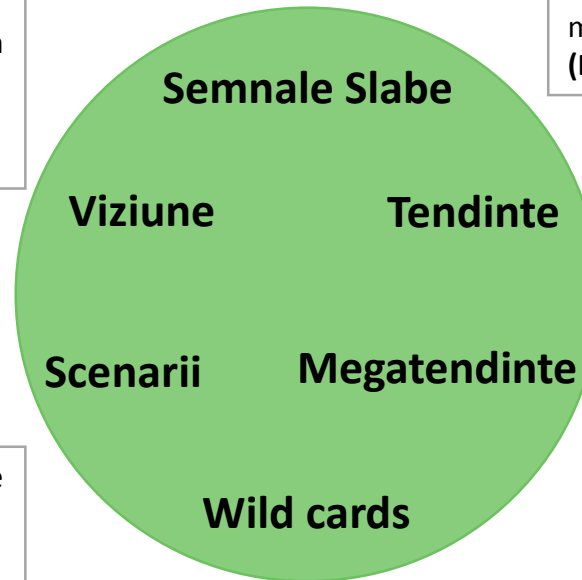 Semnale Slabe
Viziune
Tendinte
Scenarii
Megatendinte
Wild cards